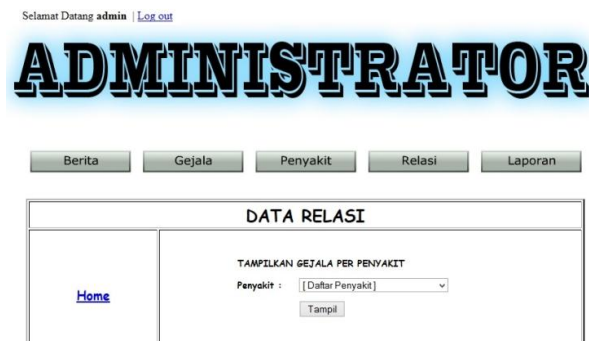 Selamat Datang admin | Log out
ADMINISTRATOR
Berita Gejala Penyakit Relasi Laporan
DATA RELASI
TAMPILKAN GEJALA PER PENYAKIT
Penyakit : [ Daftar Penyakit ]
Home
Tampil